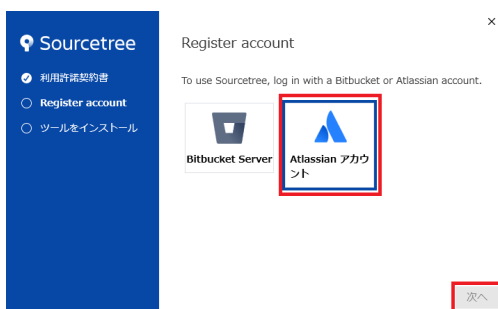 Sourcetree
利用許諾契約書
Register account
ツールをインストール
×
Register account
To use Sourcetree, log in with a Bitbucket or Atlassian account.
Bitbucket Server
Atlassian アカウ
ント
次へ